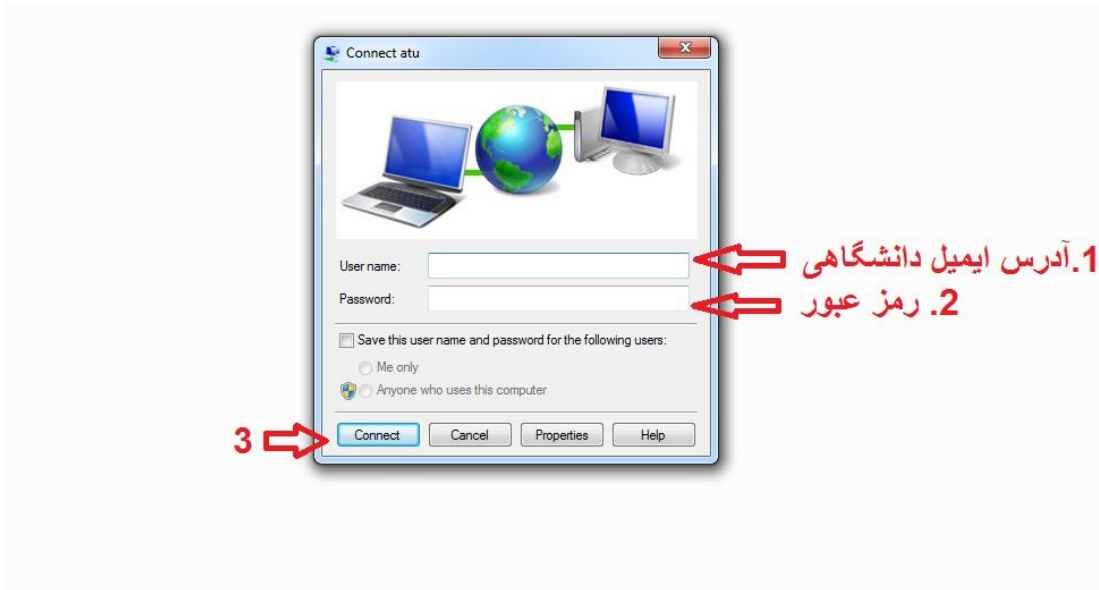 Connect atu
User name:
1.آدرس ایمیل دانشگاهی
Password:
2. رمز عبور
Save this user name and password for the following users:
Me only
Anyone who uses this computer
3
Connect
Cancel
Properties
Help